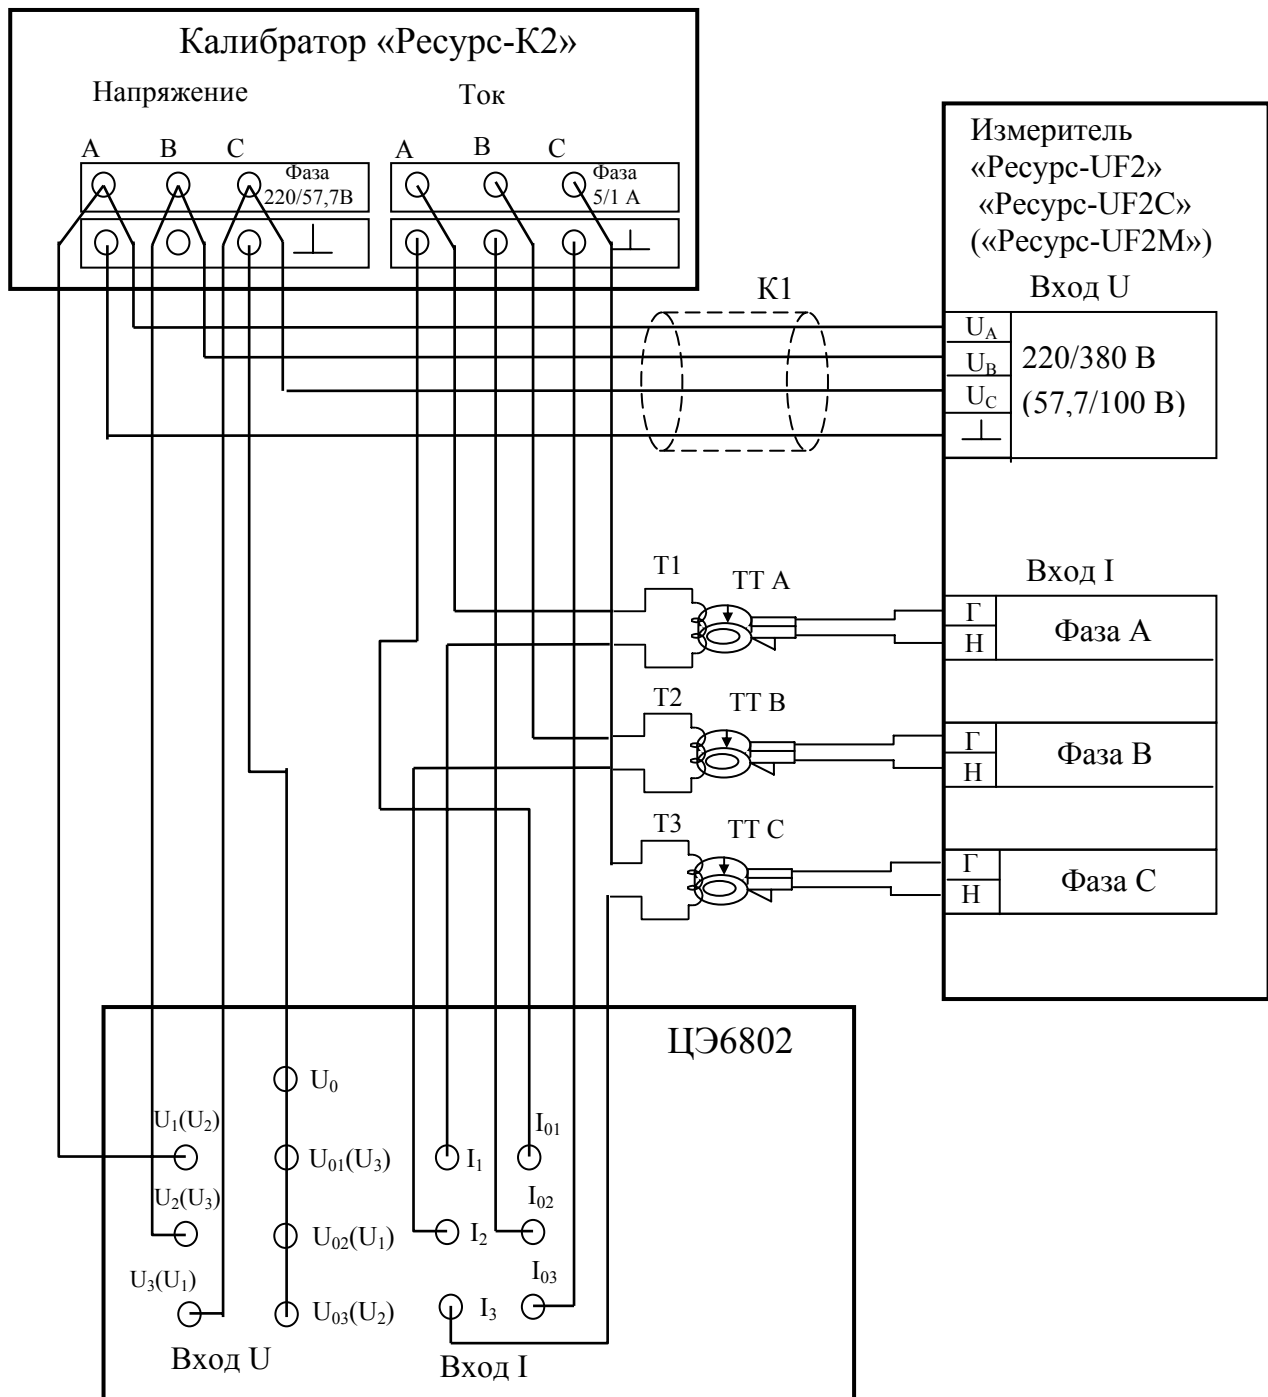 Калибратор «Ресурс-К2»
Напряжение
Ток
А
В
С
Фаза
220/57,7В
А
В
С
Фаза
5/1 А
Измеритель
«Ресурс-UF2»
«Ресурс-UF2С»
(«Ресурс-UF2М»)
Вход U
К1
UА
UВ
UС
220/380 В
(57,7/100 В)
Вход I
Т1
ТТ А
Г
Н
Фаза А
Т2
ТТ В
Г
Н
Фаза В
Т3
ТТ С
Г
Н
Фаза С
ЦЭ6802
U0
U1(U2)
U01(U3)
I1
I01
U2(U3)
U02(U1)
I2
I02
U3(U1)
U03(U2)
I3
I03
Вход U
Вход I